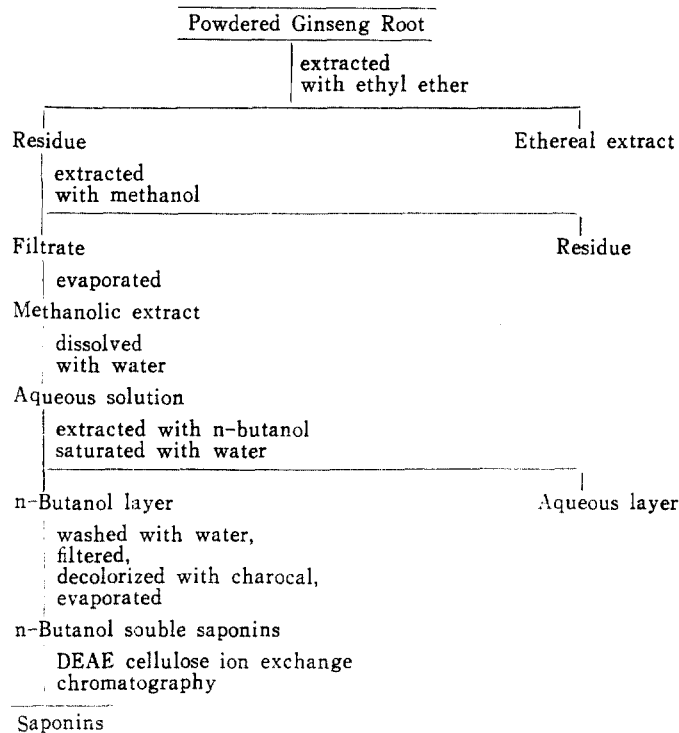 Powdered Ginseng Root
extracted
with ethyl ether
Residue
Ethereal extract
extracted
with methanol
Filtrate
Residue
evaporated
Methanolic extract
dissolved
with water
Aqueous solution
extracted with n-butanol
saturated with water
n-Butanol layer
Aqueous layer
washed with water,
filtered,
decolorized with charocal,
evaporated
n-Butanol souble saponins
DEAE cellulose ion exchange
chromatography
Saponins